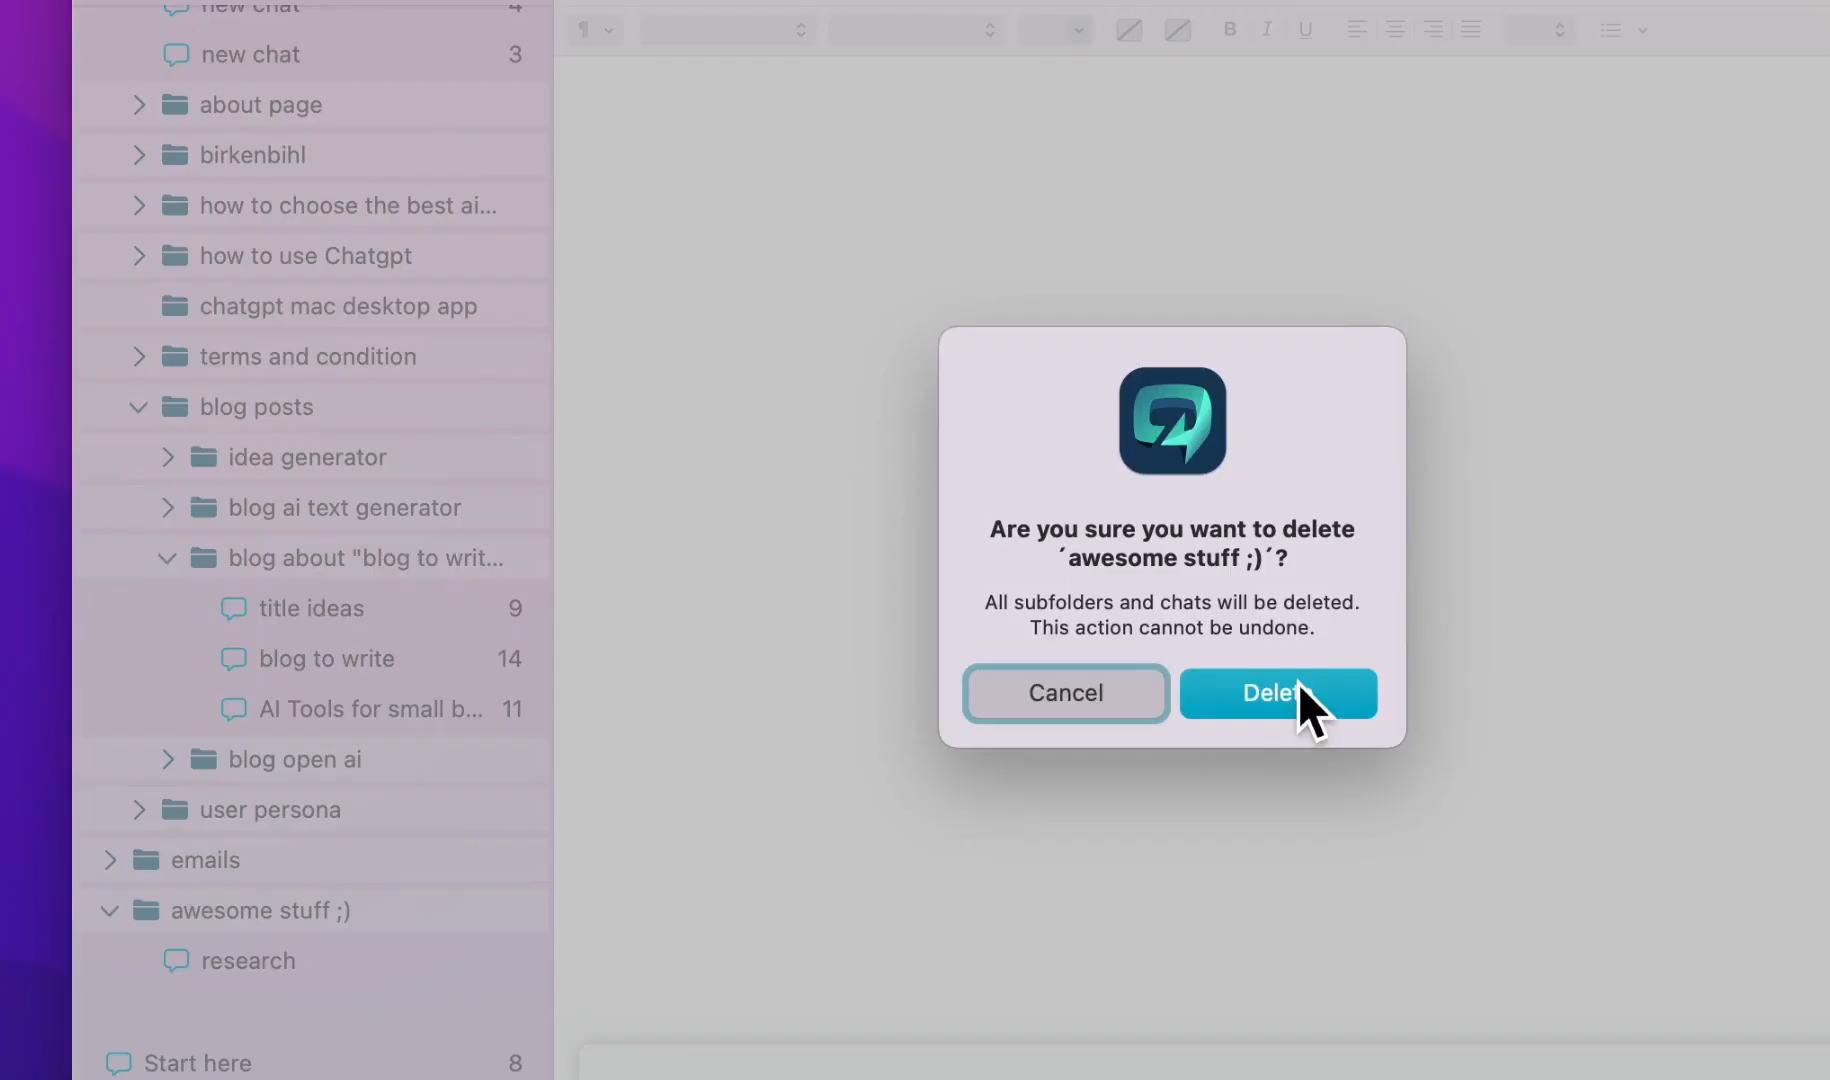 new chat 4
new chat 3
about page
birkenbihl
how to choose the best ai...
how to use Chatgpt
chatgpt mac desktop app
terms and condition
blog posts
idea generator
blog ai text generator
blog about "blog to writ...
title ideas 9
blog to write 14
AI Tools for small b... 11
blog open ai
user persona
emails
awesome stuff ;)
research
Start here 8
¶
B I U
Are you sure you want to delete
´awesome stuff ;)´?
All subfolders and chats will be deleted.
This action cannot be undone.
Cancel Delete